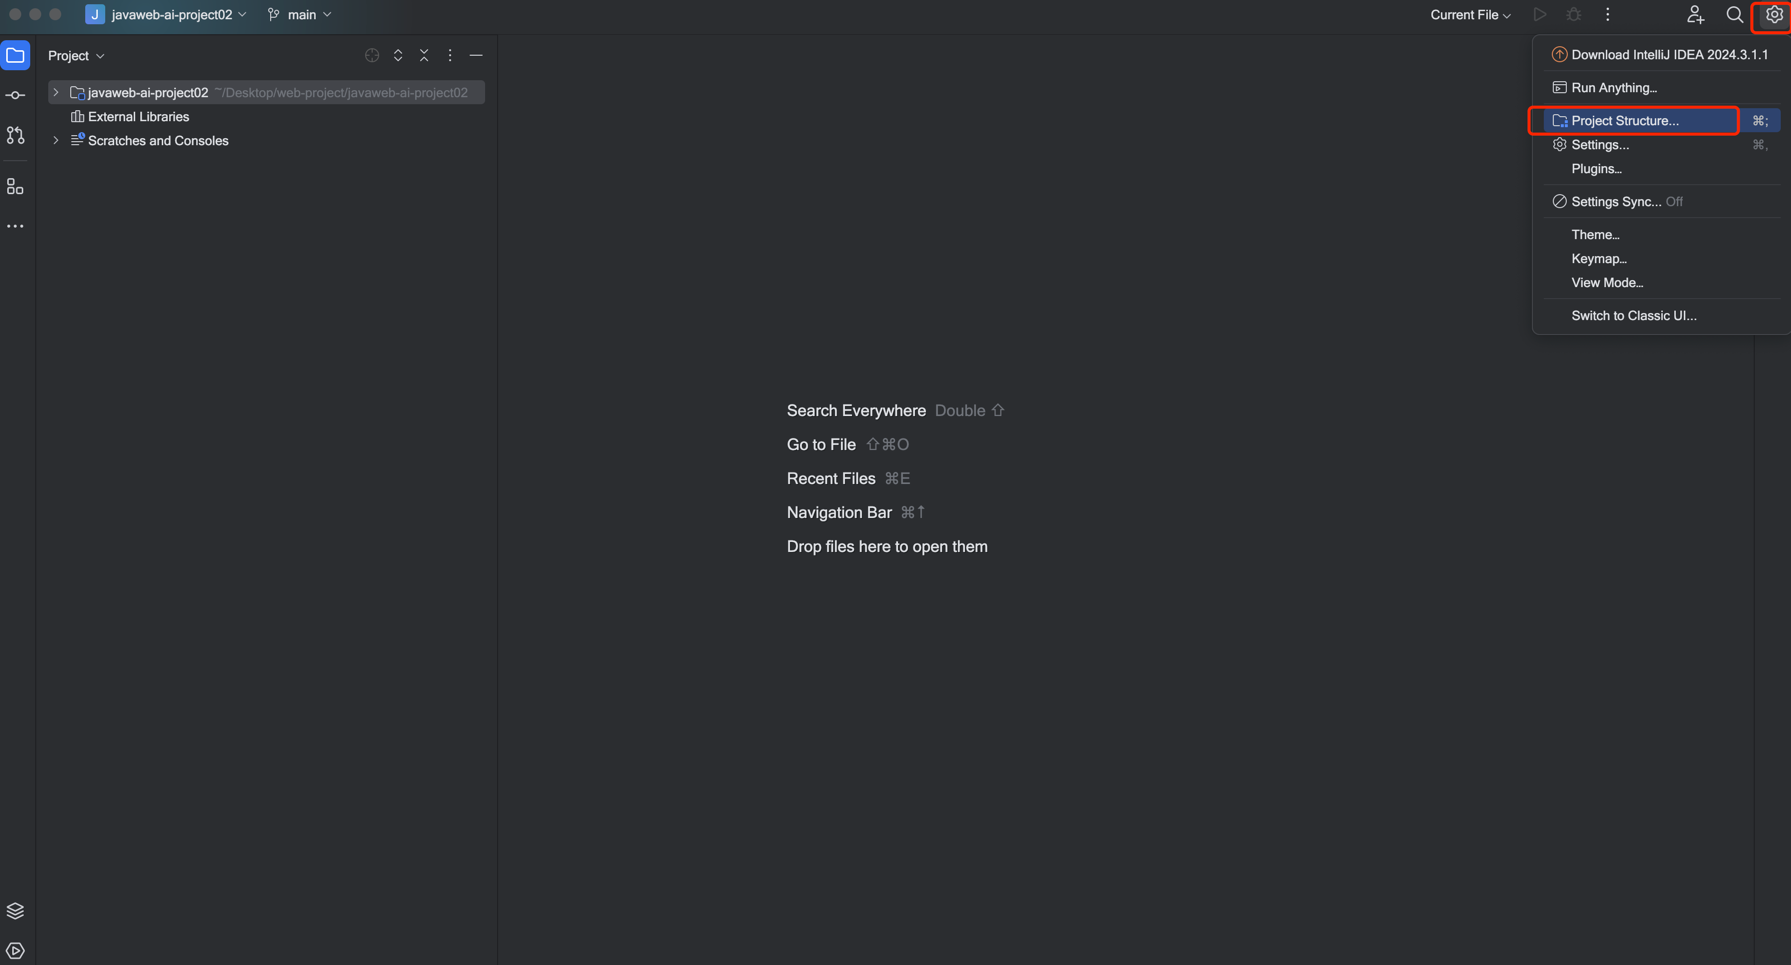 J javaweb-ai-project02 main Current File
Project
javaweb-ai-project02 ~/Desktop/web-project/javaweb-ai-project02
External Libraries
Scratches and Consoles
Download IntelliJ IDEA 2024.3.1.1
Run Anything...
Project Structure... ⌘;
Settings... ⌘,
Plugins...
Settings Sync... Off
Theme...
Keymap...
View Mode...
Switch to Classic UI...
Search Everywhere Double ⇧
Go to File ⇧⌘O
Recent Files ⌘E
Navigation Bar ⌘↑
Drop files here to open them